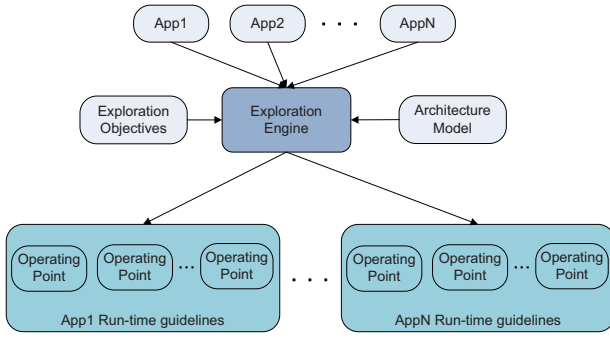 App1
App2
. . .
AppN
Exploration
Objectives
Exploration
Engine
Architecture
Model
Operating
Point
Operating
Point
...
Operating
Point
App1 Run-time guidelines
. . .
Operating
Point
Operating
Point
...
Operating
Point
AppN Run-time guidelines